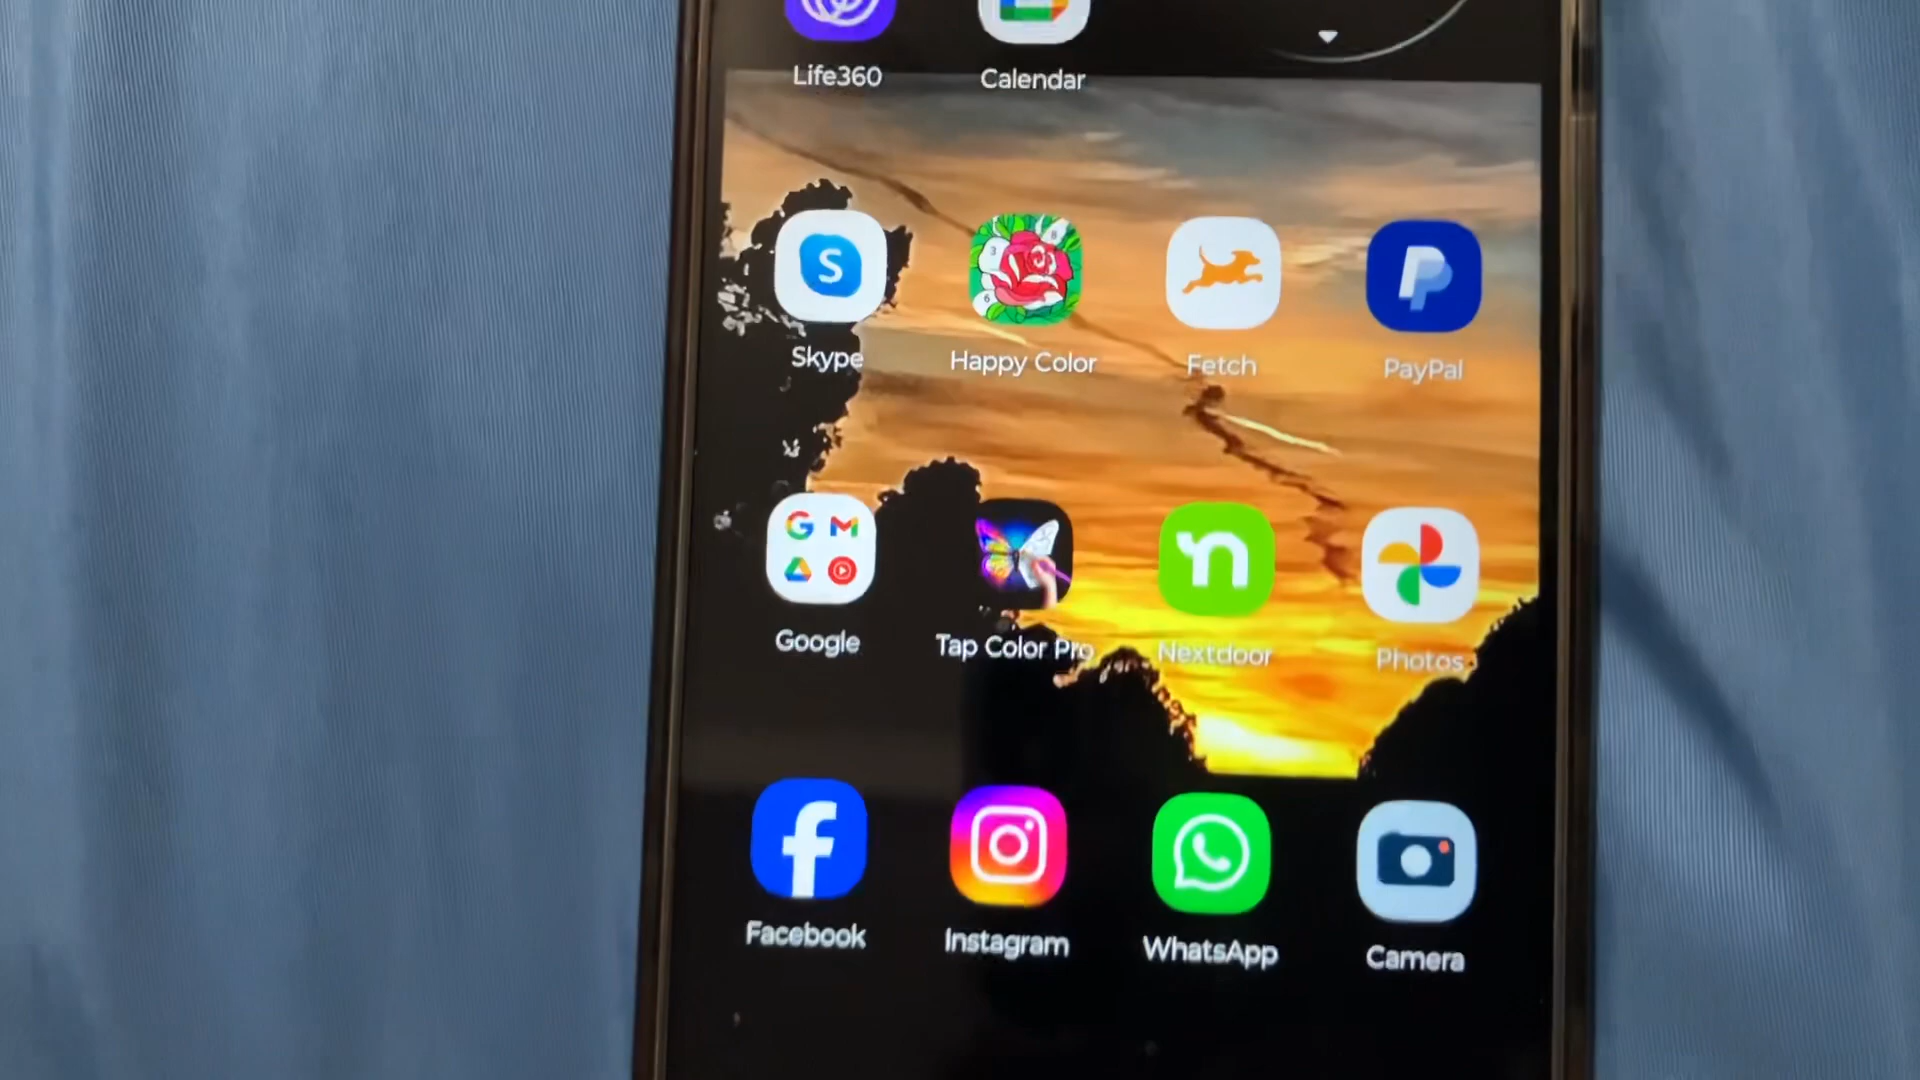 Life360 Calendar
Skype Happy Color Fetch PayPal
Google Tap Color Pro Nextdoor Photos
Facebook Instagram WhatsApp Camera